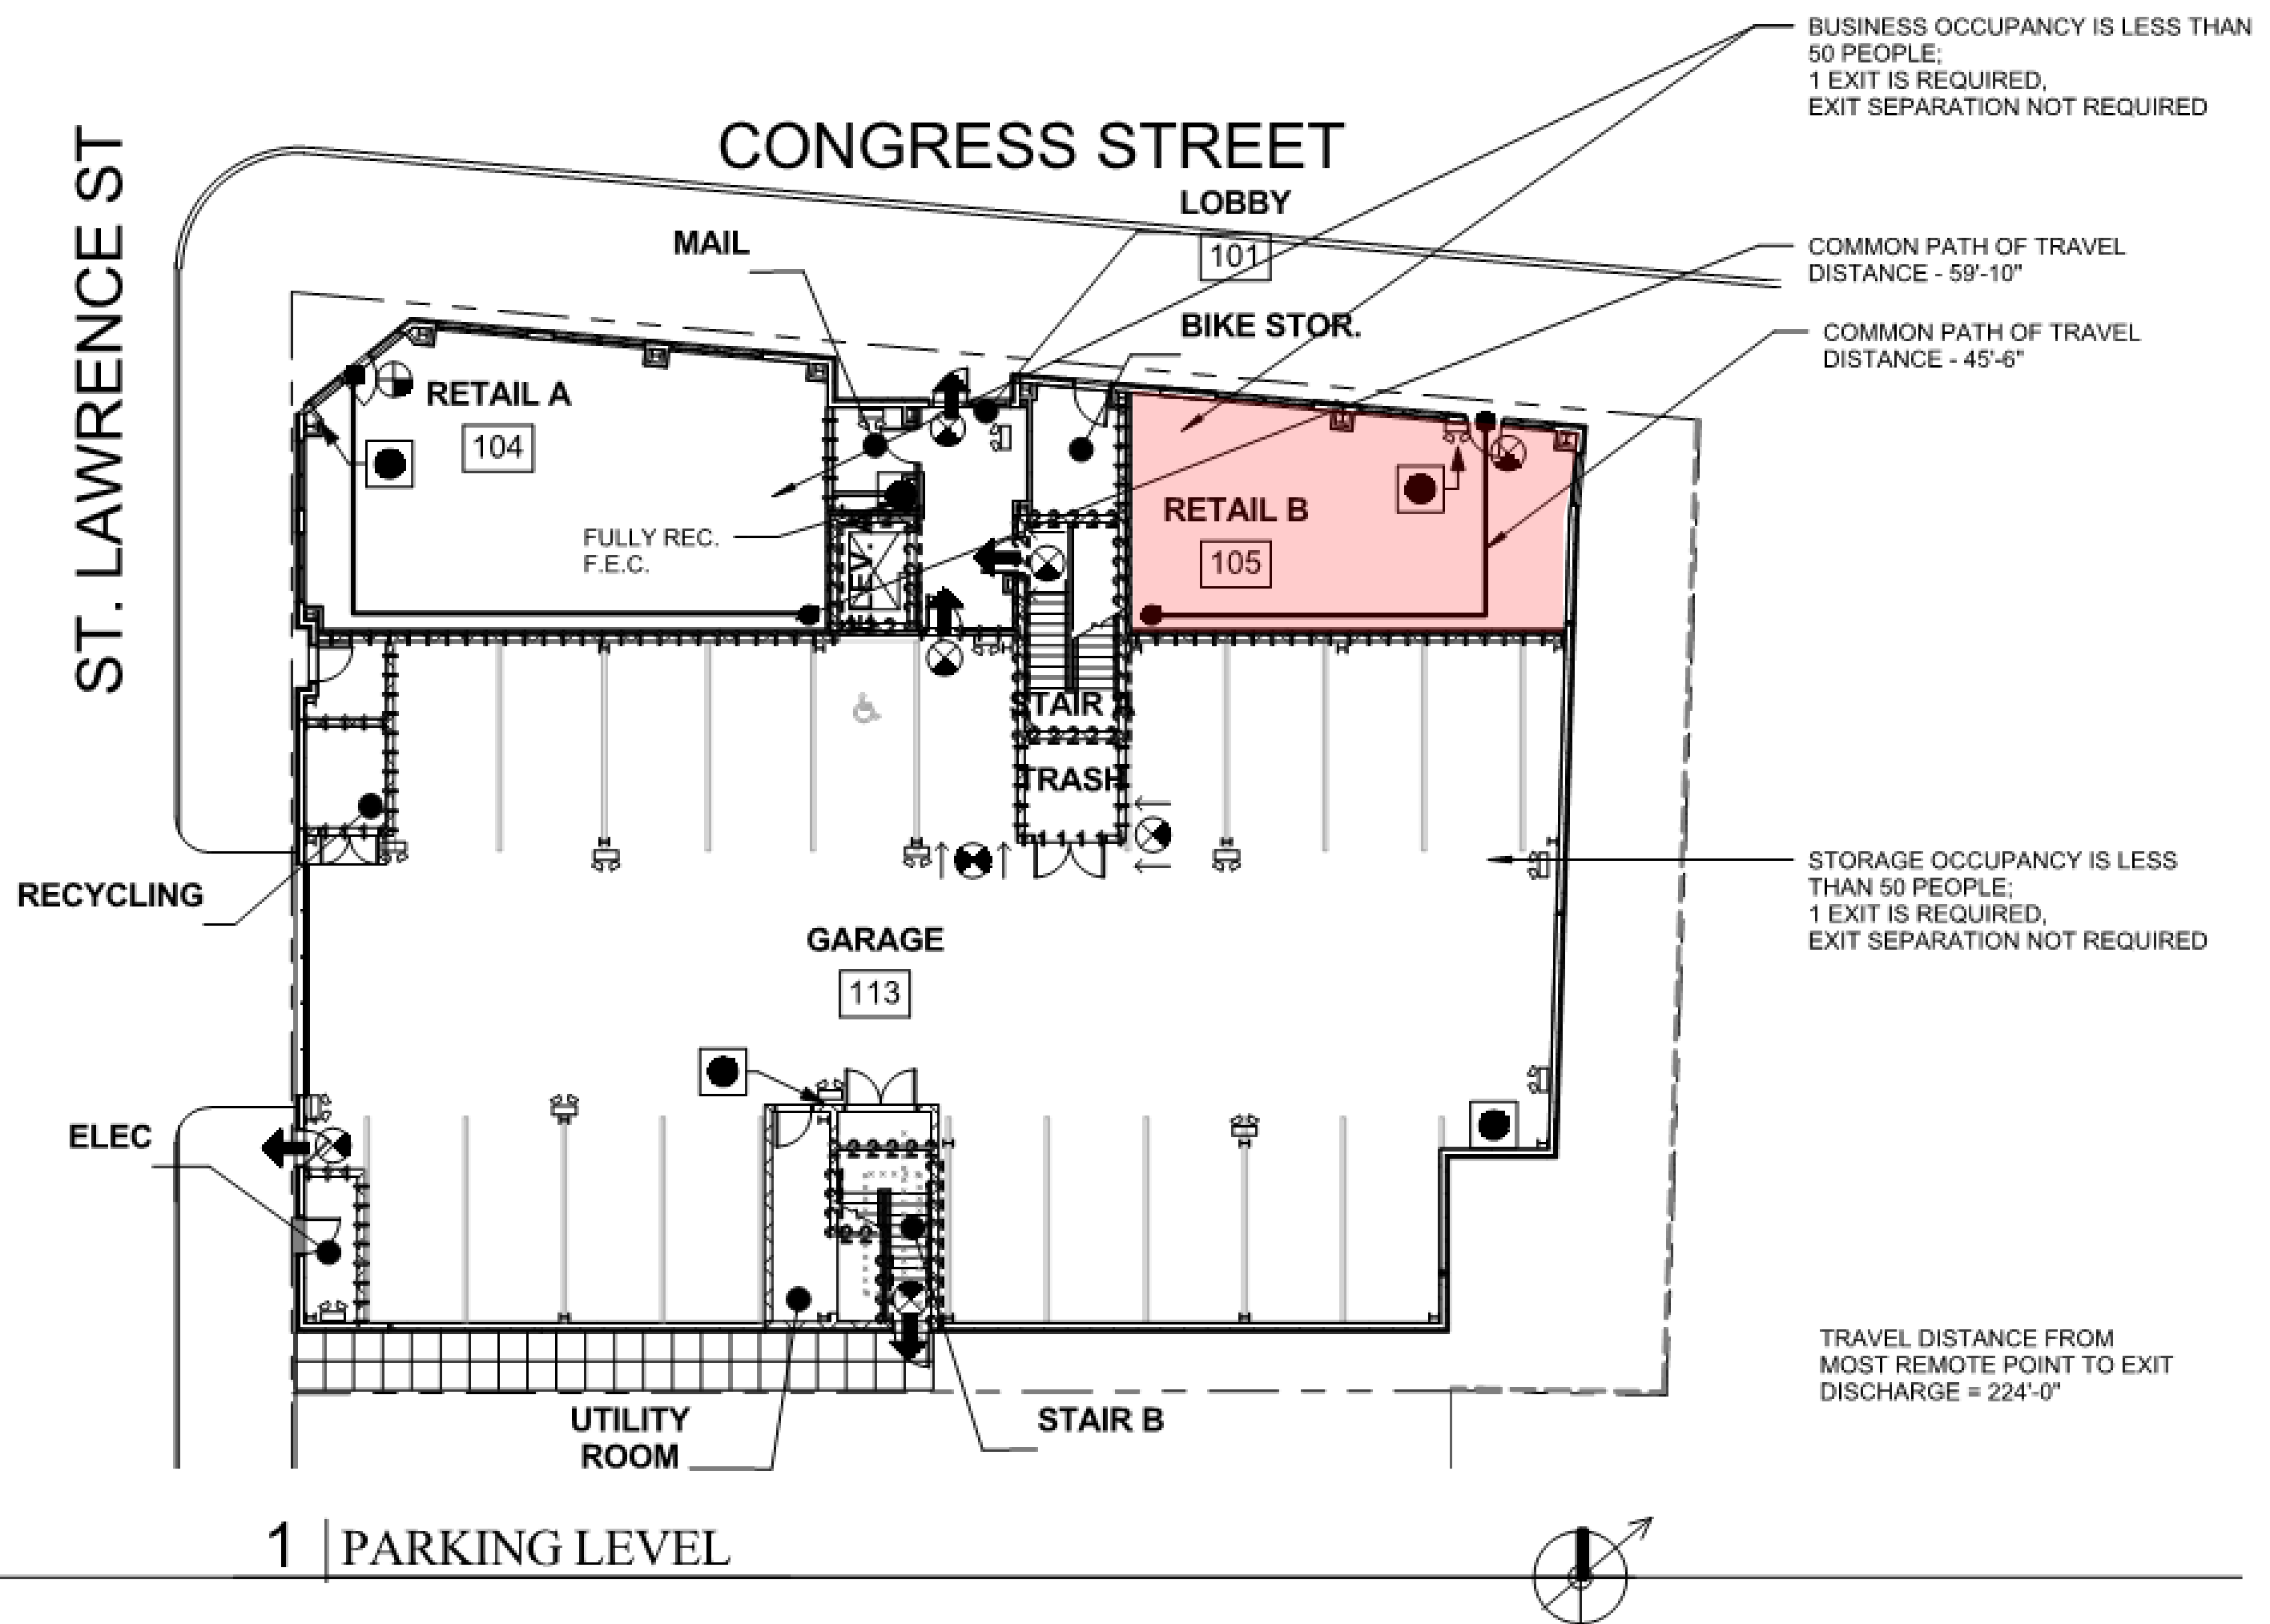 BUSINESS OCCUPANCY IS LESS THAN
50 PEOPLE;
1 EXIT IS REQUIRED,
EXIT SEPARATION NOT REQUIRED
CONGRESS STREET
ST. LAWRENCE ST
LOBBY
101
MAIL
COMMON PATH OF TRAVEL
DISTANCE - 59'-10"
BIKE STOR.
COMMON PATH OF TRAVEL
DISTANCE - 45'-6"
RETAIL A
104
RETAIL B
105
FULLY REC.
F.E.C.
ELEV.
STAIR A
TRASH
STORAGE OCCUPANCY IS LESS
THAN 50 PEOPLE;
1 EXIT IS REQUIRED,
EXIT SEPARATION NOT REQUIRED
RECYCLING
GARAGE
113
ELEC
TRAVEL DISTANCE FROM
MOST REMOTE POINT TO EXIT
DISCHARGE = 224'-0"
UTILITY
ROOM
STAIR B
1 PARKING LEVEL